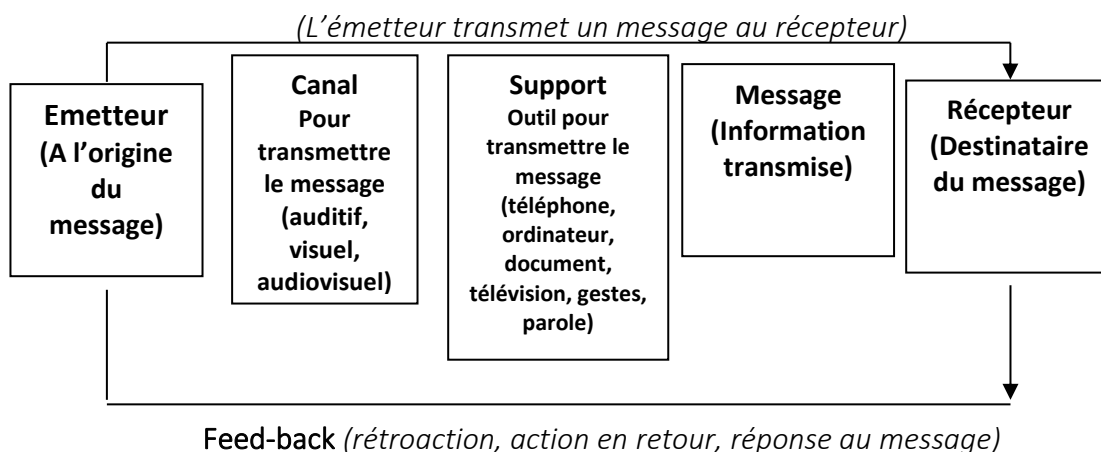 (L'émetteur transmet un message au récepteur)
Emetteur
(A l'origine
du
message)
Canal
Pour
transmettre
le message
(auditif,
visuel,
audiovisuel)
Support
Outil pour
transmettre le
message
(téléphone,
ordinateur,
document,
télévision, gestes,
parole)
Message
(Information
transmise)
Récepteur
(Destinataire
du message)
Feed-back (rétroaction, action en retour, réponse au message)